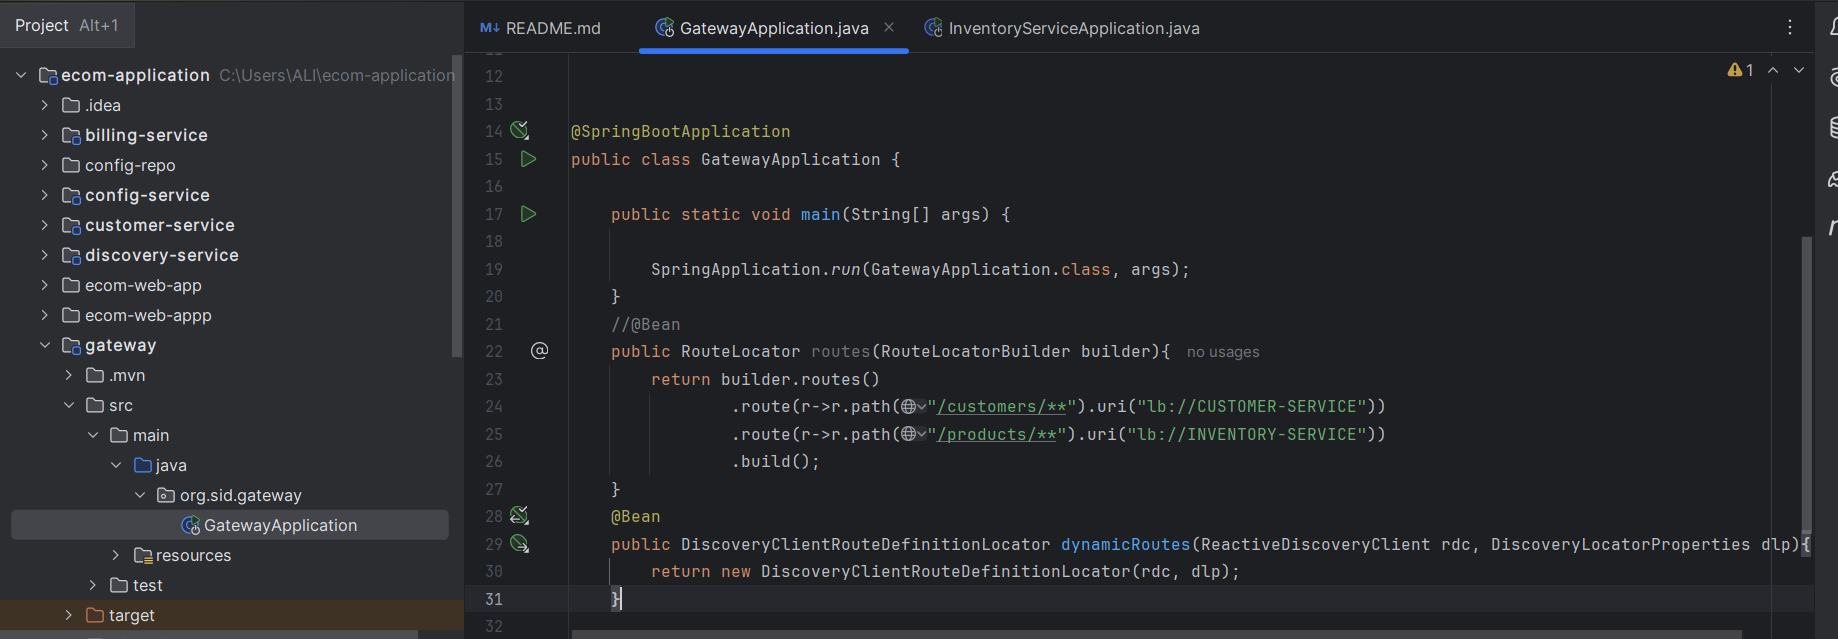 Project Alt+1
ecom-application C:\Users\ALI\ecom-application
.idea
billing-service
config-repo
config-service
customer-service
discovery-service
ecom-web-app
ecom-web-appp
gateway
.mvn
src
main
java
org.sid.gateway
GatewayApplication
resources
test
target
M↓ README.md GatewayApplication.java × InventoryServiceApplication.java
1
12
13
14 @SpringBootApplication
15 public class GatewayApplication {
16
17     public static void main(String[] args) {
18
19         SpringApplication.run(GatewayApplication.class, args);
20     }
21     //@Bean
22     public RouteLocator routes(RouteLocatorBuilder builder){ no usages
23         return builder.routes()
24                 .route(r->r.path("/customers/**").uri("lb://CUSTOMER-SERVICE"))
25                 .route(r->r.path("/products/**").uri("lb://INVENTORY-SERVICE"))
26                 .build();
27     }
28     @Bean
29     public DiscoveryClientRouteDefinitionLocator dynamicRoutes(ReactiveDiscoveryClient rdc, DiscoveryLocatorProperties dlp){
30         return new DiscoveryClientRouteDefinitionLocator(rdc, dlp);
31     }
32